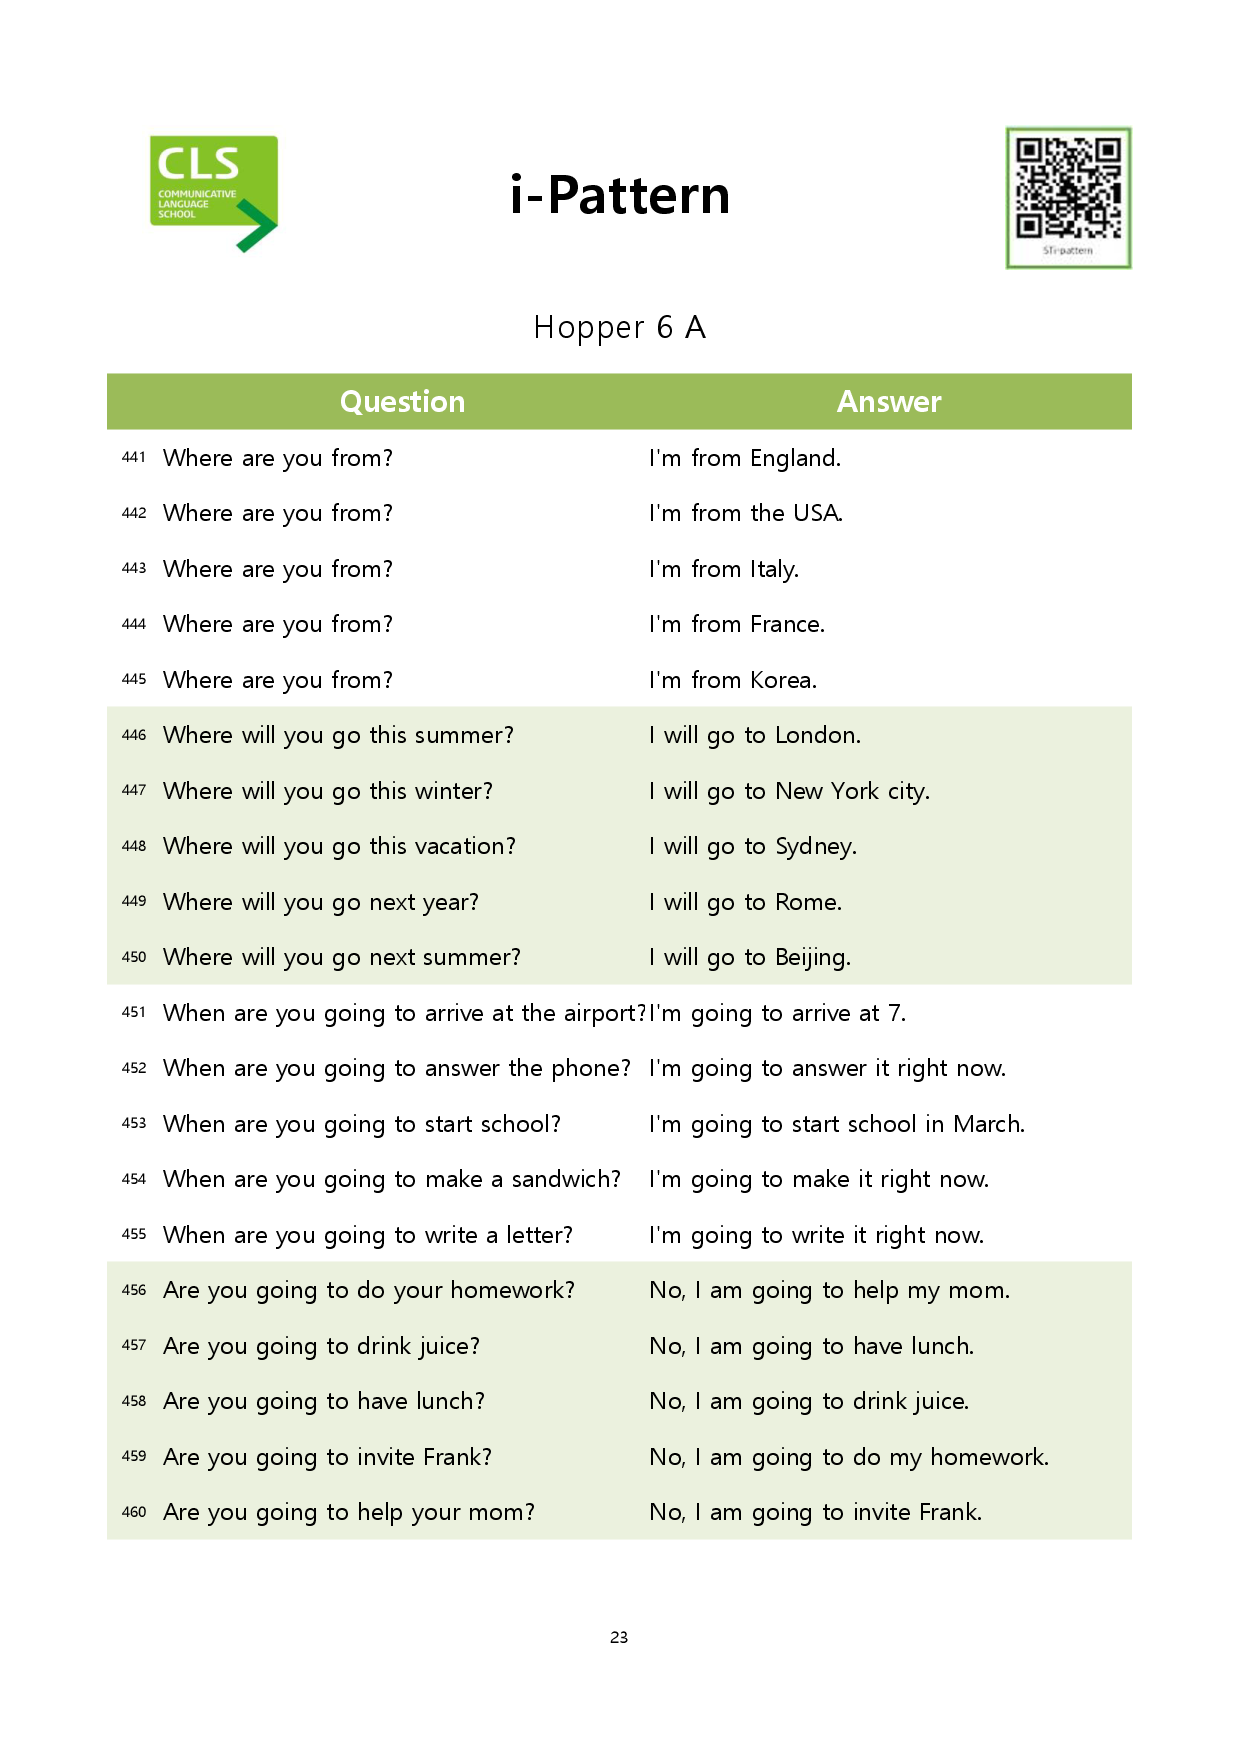 CLS
COMMUNICATIVE
LANGUAGE
SCHOOL
i-Pattern
STi-pattern
Hopper 6 A
Question Answer
441 Where are you from? I'm from England.
442 Where are you from? I'm from the USA.
443 Where are you from? I'm from Italy.
444 Where are you from? I'm from France.
445 Where are you from? I'm from Korea.
446 Where will you go this summer? I will go to London.
447 Where will you go this winter? I will go to New York city.
448 Where will you go this vacation? I will go to Sydney.
449 Where will you go next year? I will go to Rome.
450 Where will you go next summer? I will go to Beijing.
451 When are you going to arrive at the airport? I'm going to arrive at 7.
452 When are you going to answer the phone? I'm going to answer it right now.
453 When are you going to start school? I'm going to start school in March.
454 When are you going to make a sandwich? I'm going to make it right now.
455 When are you going to write a letter? I'm going to write it right now.
456 Are you going to do your homework? No, I am going to help my mom.
457 Are you going to drink juice? No, I am going to have lunch.
458 Are you going to have lunch? No, I am going to drink juice.
459 Are you going to invite Frank? No, I am going to do my homework.
460 Are you going to help your mom? No, I am going to invite Frank.
23